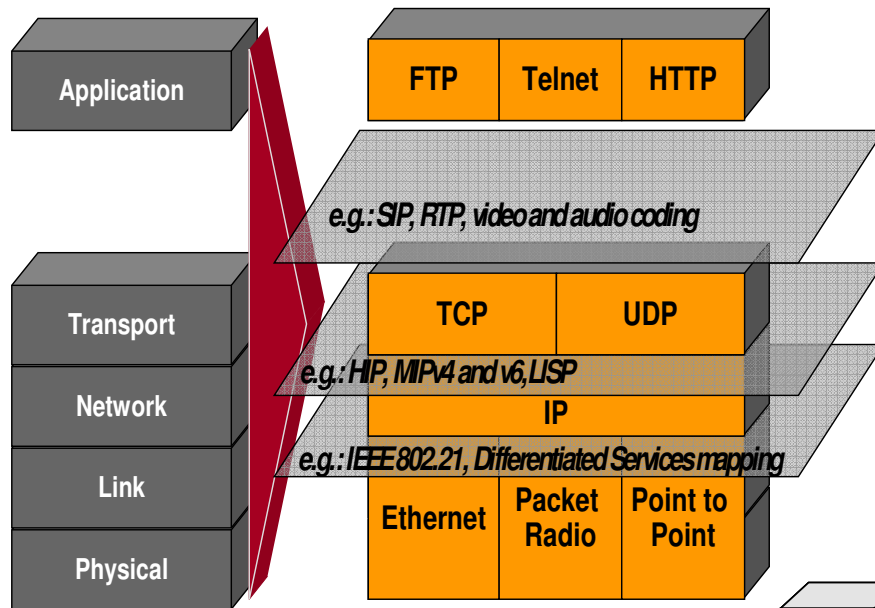 Application
FTP
Telnet
HTTP
e.g.: SIP, RTP, video and audio coding
Transport
TCP
UDP
e.g.: HIP, MIPv4 and v6, LISP
Network
IP
e.g.: IEEE 802.21, Differentiated Services mapping
Link
Ethernet
Packet
Radio
Point to
Point
Physical